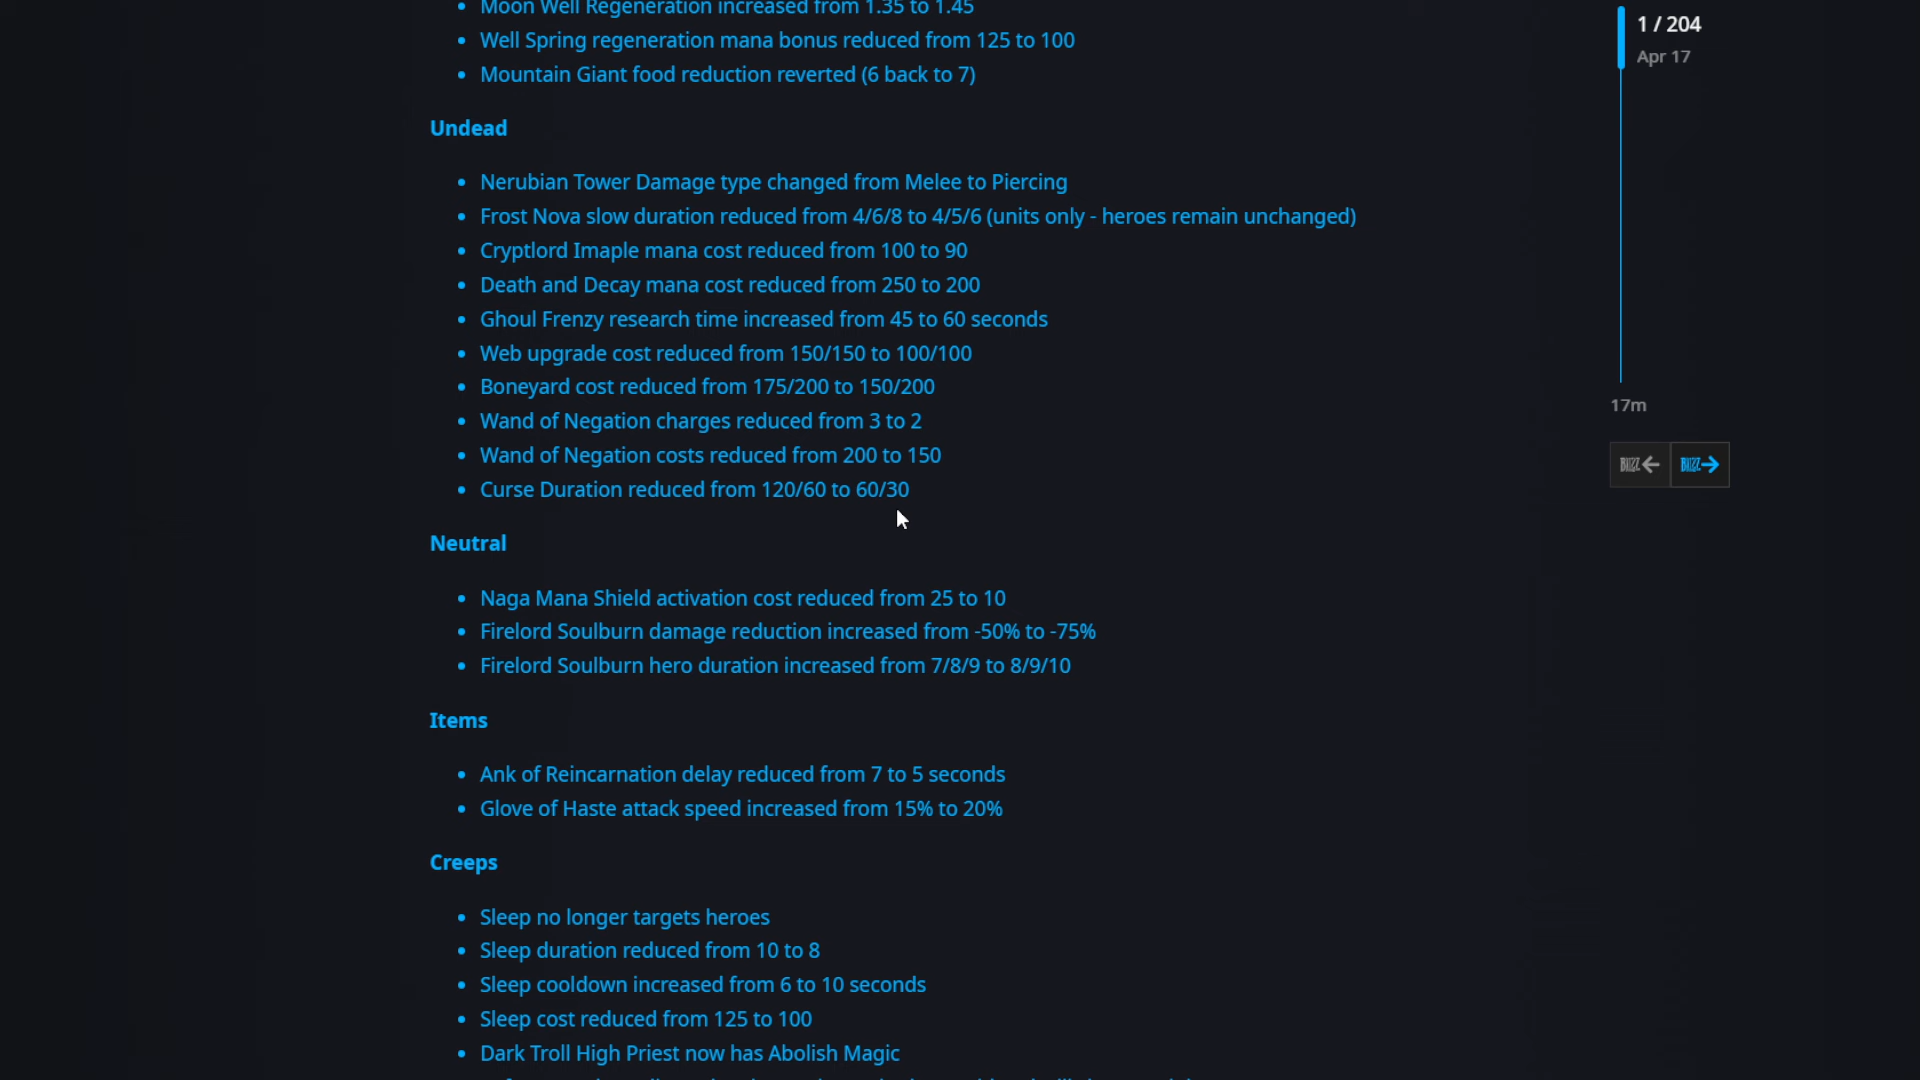 Moon Well Regeneration increased from 1.35 to 1.45
Well Spring regeneration mana bonus reduced from 125 to 100
Mountain Giant food reduction reverted (6 back to 7)
Undead
Nerubian Tower Damage type changed from Melee to Piercing
Frost Nova slow duration reduced from 4/6/8 to 4/5/6 (units only - heroes remain unchanged)
Cryptlord Imaple mana cost reduced from 100 to 90
Death and Decay mana cost reduced from 250 to 200
Ghoul Frenzy research time increased from 45 to 60 seconds
Web upgrade cost reduced from 150/150 to 100/100
Boneyard cost reduced from 175/200 to 150/200
Wand of Negation charges reduced from 3 to 2
Wand of Negation costs reduced from 200 to 150
Curse Duration reduced from 120/60 to 60/30
Neutral
Naga Mana Shield activation cost reduced from 25 to 10
Firelord Soulburn damage reduction increased from -50% to -75%
Firelord Soulburn hero duration increased from 7/8/9 to 8/9/10
Items
Ank of Reincarnation delay reduced from 7 to 5 seconds
Glove of Haste attack speed increased from 15% to 20%
Creeps
Sleep no longer targets heroes
Sleep duration reduced from 10 to 8
Sleep cooldown increased from 6 to 10 seconds
Sleep cost reduced from 125 to 100
Dark Troll High Priest now has Abolish Magic
1 / 204
Apr 17
17m